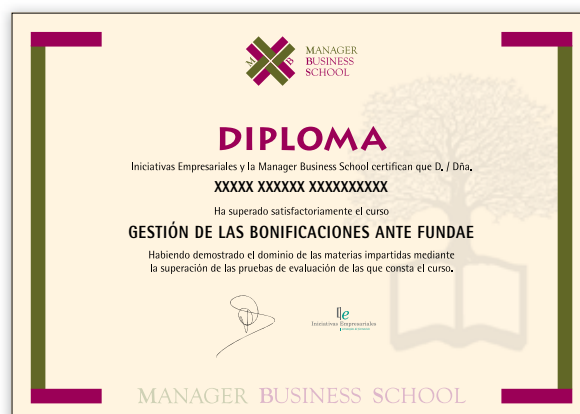 M B
MANAGER
BUSINESS
SCHOOL
DIPLOMA
Iniciativas Empresariales y la Manager Business School certifican que D. / Dña.
XXXXX XXXXXX XXXXXXXXXX
Ha superado satisfactoriamente el curso
GESTIÓN DE LAS BONIFICACIONES ANTE FUNDAE
Habiendo demostrado el dominio de las materias impartidas mediante
la superación de las pruebas de evaluación de las que consta el curso.
Iniciativas Empresariales
MANAGER BUSINESS SCHOOL